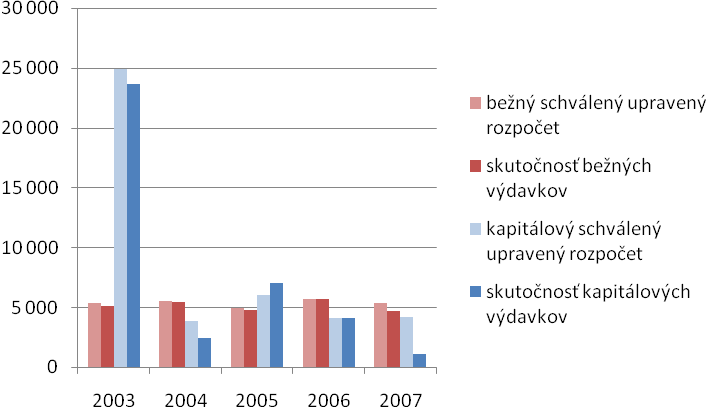 30 000
25 000
20 000
15 000
10 000
5 000
0
2003 2004 2005 2006 2007
bežný schválený upravený
rozpočet
skutočnosť bežných
výdavkov
kapitálový schválený
upravený rozpočet
skutočnosť kapitálových
výdavkov